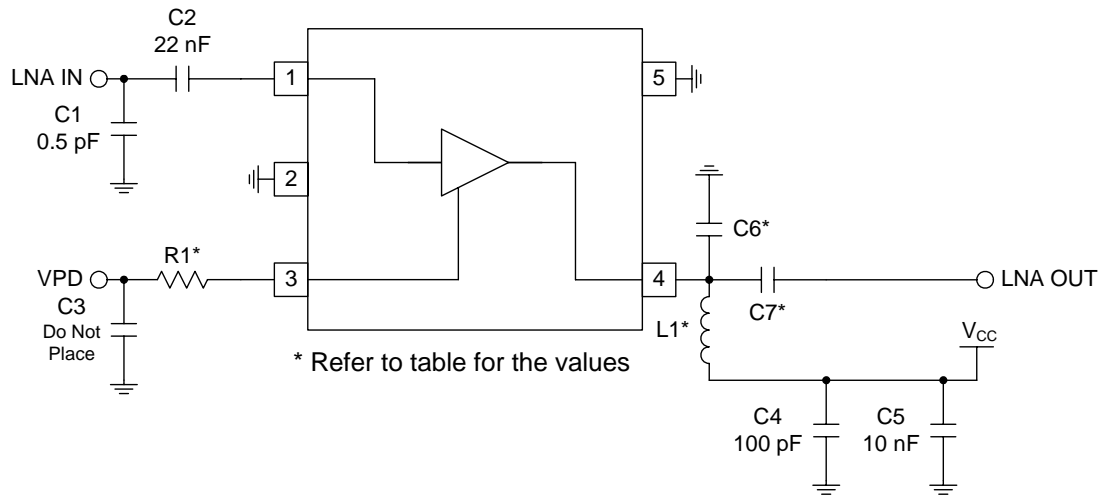 C2
22 nF
LNA IN
1
5
C1
0.5 pF
2
C6*
R1*
VPD
3
4
LNA OUT
C3
Do Not
Place
C7*
L1*
VCC
* Refer to table for the values
C4
100 pF
C5
10 nF